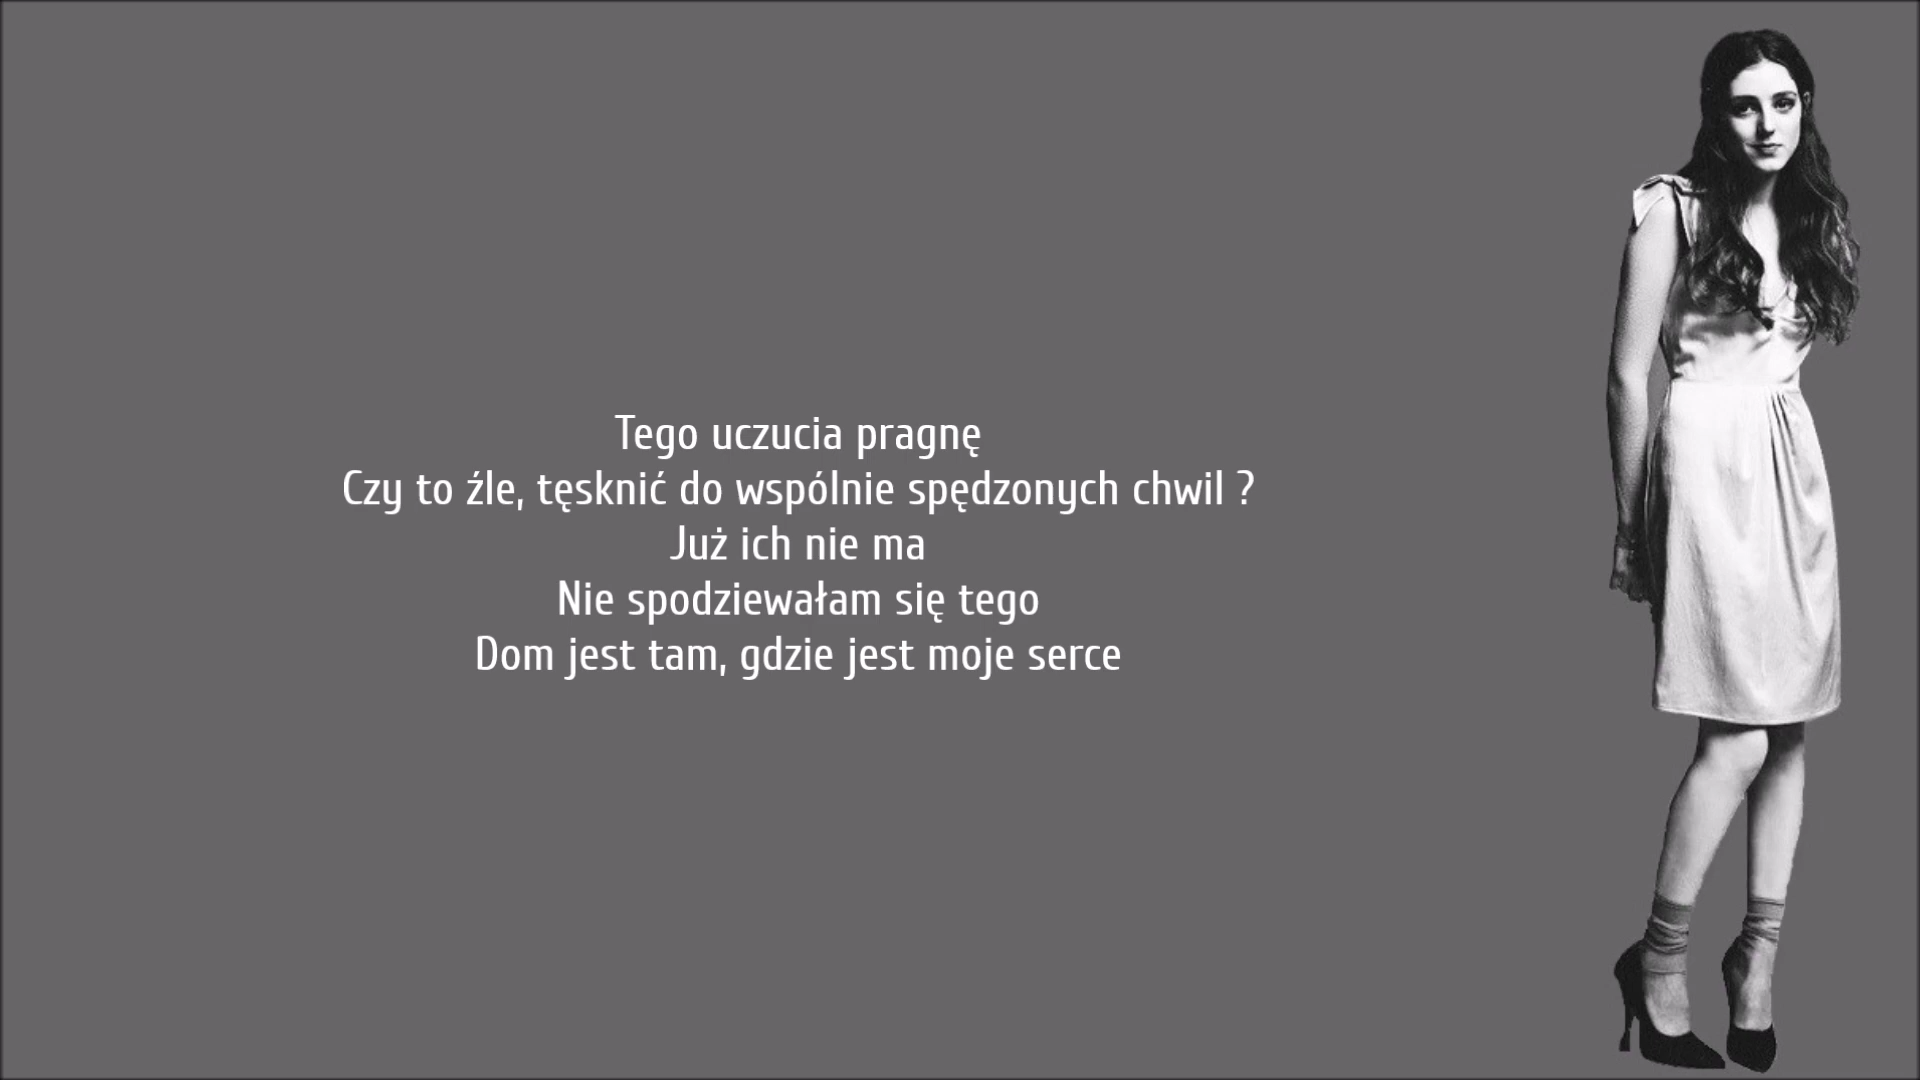 Tego uczucia pragnę
Czy to źle, tęsknić do wspólnie spędzonych chwil ?
Już ich nie ma
Nie spodziewałam się tego
Dom jest tam, gdzie jest moje serce